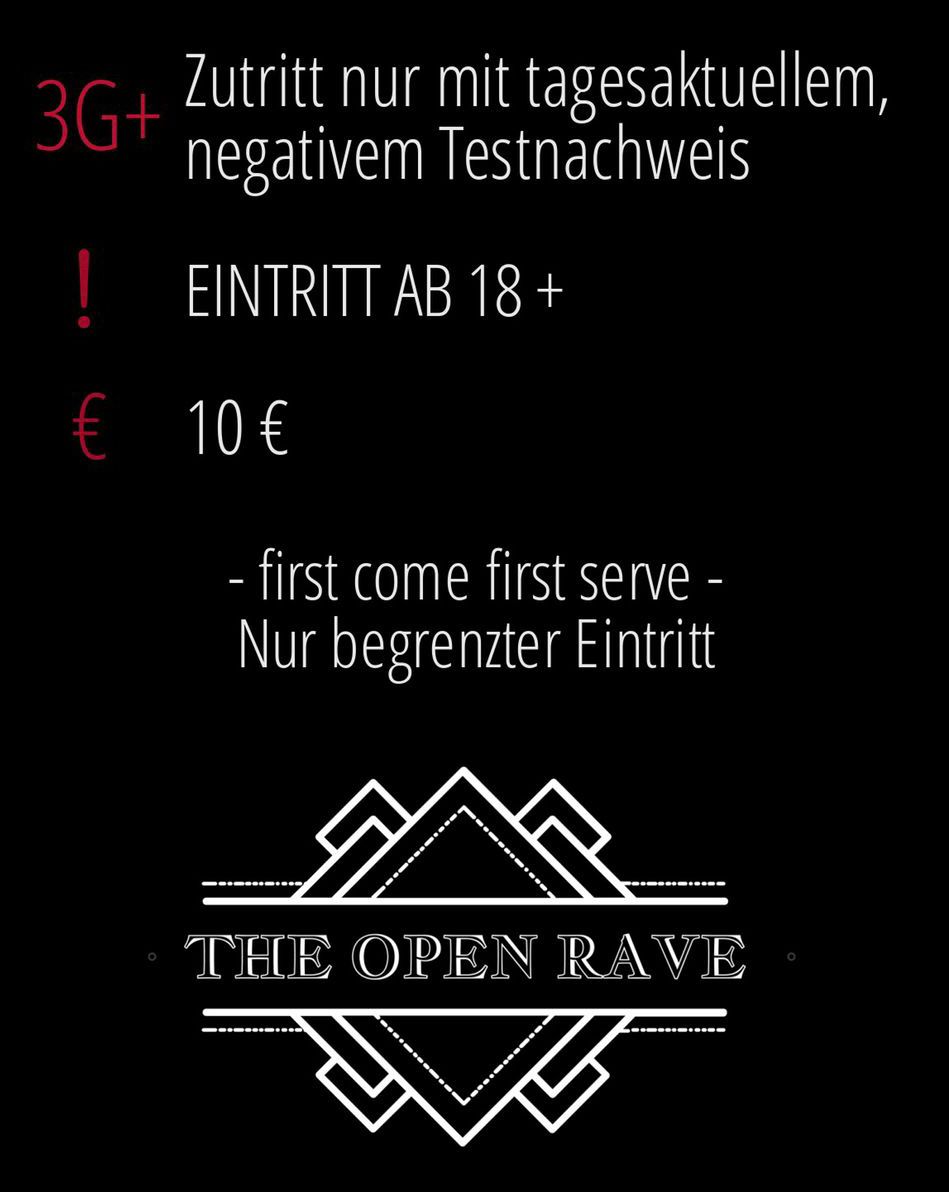 3G+ Zutritt nur mit tagesaktuellem,
negativem Testnachweis
! EINTRITT AB 18 +
€ 10 €
- first come first serve -
Nur begrenzter Eintritt
THE OPEN RAVE